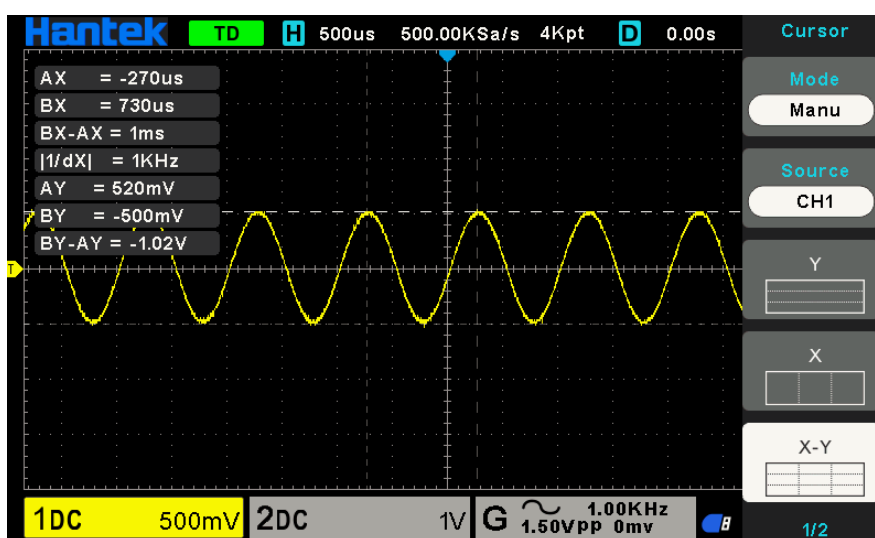 Hantek TD H 500us 500.00KSa/s 4Kpt D 0.00s Cursor
AX = -270us
BX = 730us
BX-AX = 1ms
|1/dX| = 1KHz
AY = 520mV
BY = -500mV
BY-AY = -1.02V
Mode
Manu
Source
CH1
Y
X
X-Y
T
1DC 500mV 2DC 1V G 1.00KHz
1.50Vpp 0mv
1/2